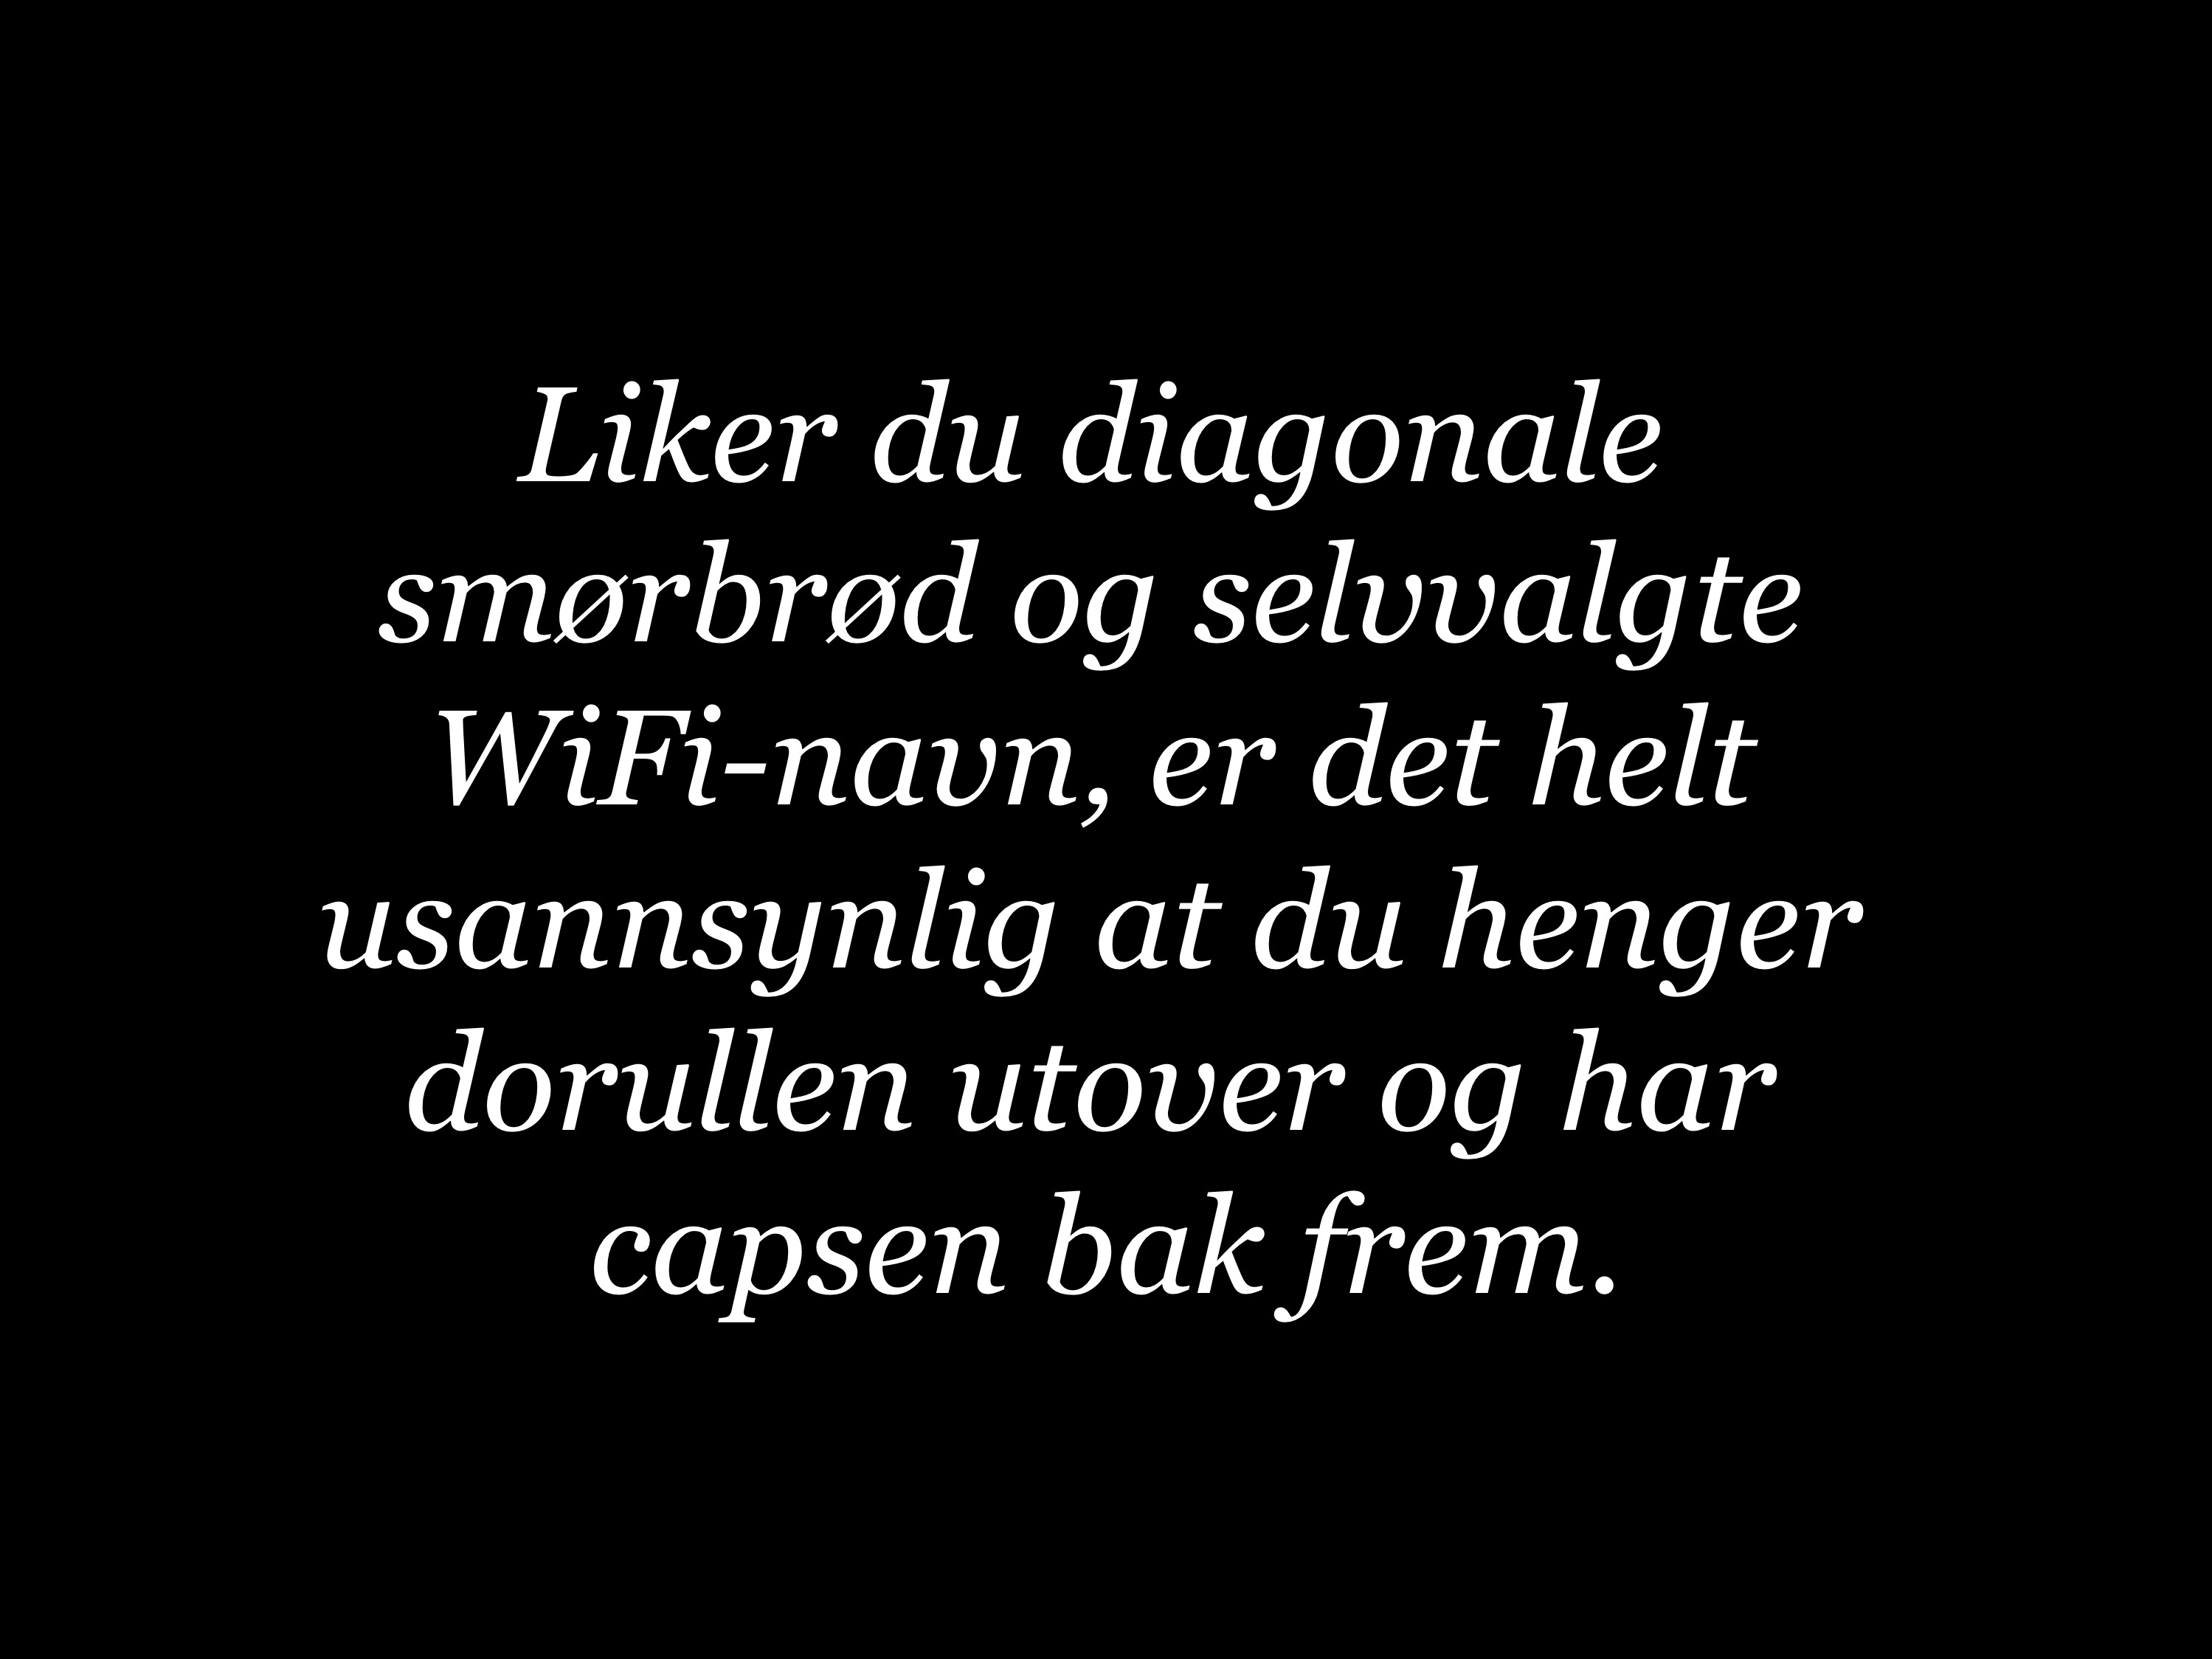 Liker du diagonale
smørbrød og selvvalgte
WiFi-navn, er det helt
usannsynlig at du henger
dorullen utover og har
capsen bak frem.